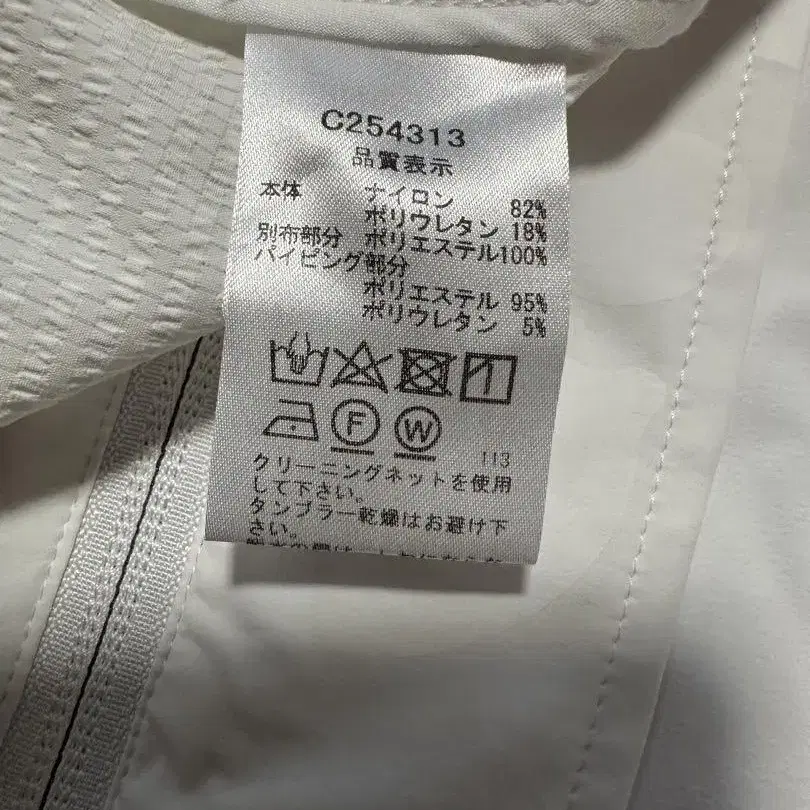 C254313
品質表示
本体 ナイロン 82%
ポリウレタン 18%
別布部分 ポリエステル100%
パイピング部分
ポリエステル 95%
ポリウレタン 5%
F W
113
クリーニングネットを使用
して下さい。
タンブラー乾燥はお避け下
さい。